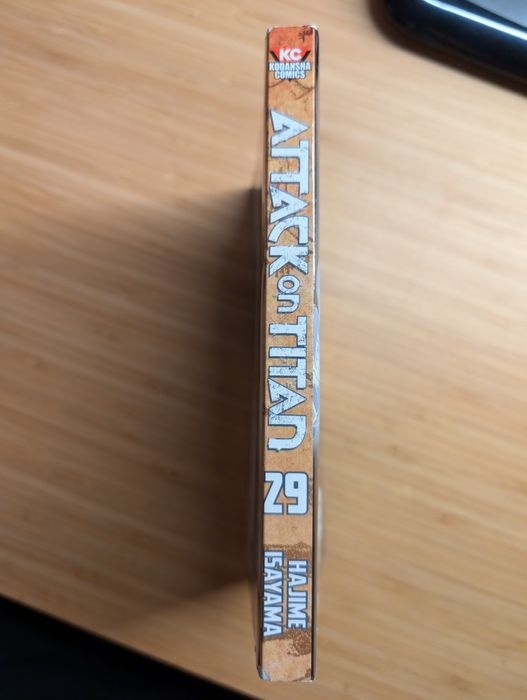 KC
KODANSHA
COMICS
ATTACK on TITAN
29
HAJIME
ISAYAMA